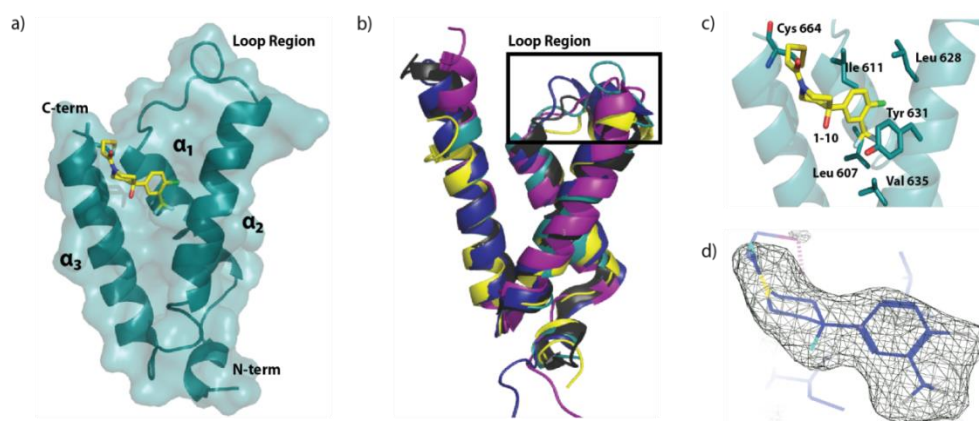 a)
Loop Region
C-term
α1
α2
α3
N-term
b)
Loop Region
c)
Cys 664
Ile 611
Leu 628
Tyr 631
1-10
Leu 607
Val 635
d)